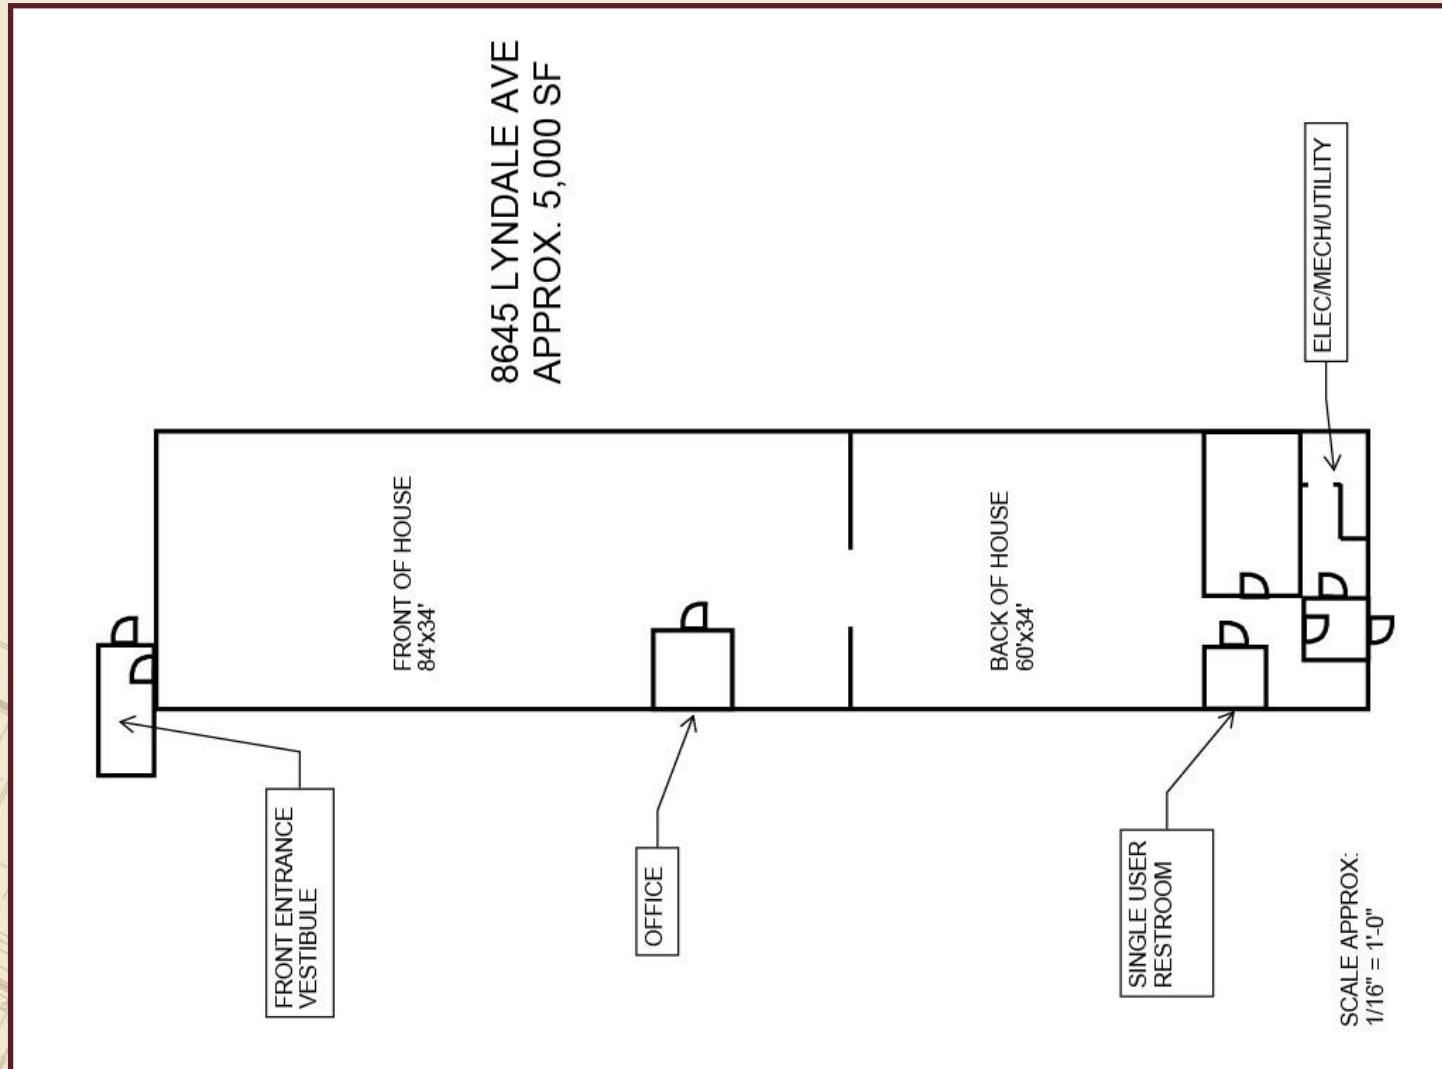 8645 LYNDALE AVE
APPROX. 5,000 SF
FRONT ENTRANCE
VESTIBULE
FRONT OF HOUSE
84'x34'
OFFICE
BACK OF HOUSE
60'x34'
SINGLE USER
RESTROOM
ELEC/MECH/UTILITY
SCALE APPROX:
1/16" = 1'-0"